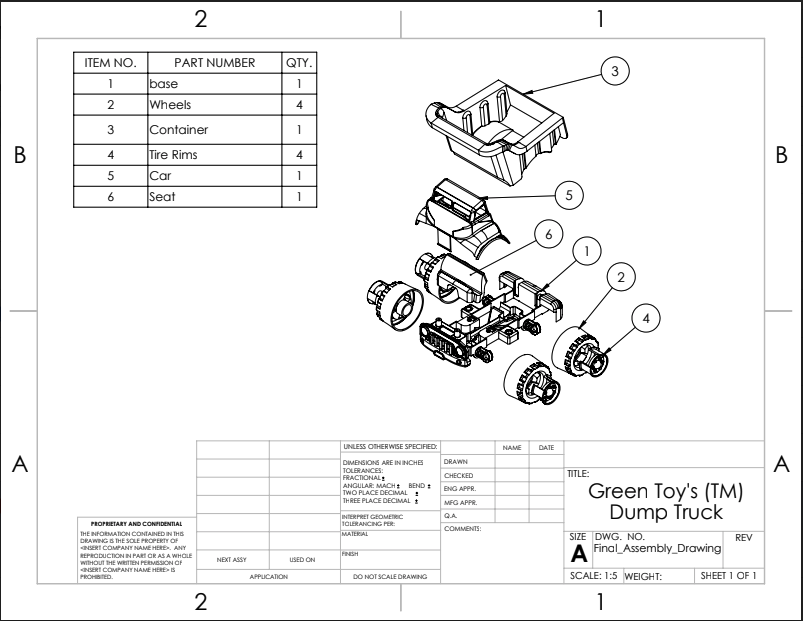 2 1
ITEM NO. PART NUMBER QTY.
1 base 1
2 Wheels 4
3 Container 1
4 Tire Rims 4
5 Car 1
6 Seat 1
3
5
6
1
2
4
B B
A A
UNLESS OTHERWISE SPECIFIED:
DIMENSIONS ARE IN INCHES
TOLERANCES:
FRACTIONAL±
ANGULAR: MACH± BEND ±
TWO PLACE DECIMAL ±
THREE PLACE DECIMAL ±
INTERPRET GEOMETRIC
TOLERANCING PER:
MATERIAL
FINISH
DO NOT SCALE DRAWING
NAME DATE
DRAWN
CHECKED
ENG APPR.
MFG APPR.
Q.A.
COMMENTS:
TITLE:
Green Toy's (TM)
Dump Truck
SIZE DWG. NO. REV
A Final_Assembly_Drawing
SCALE: 1:5 WEIGHT: SHEET 1 OF 1
PROPRIETARY AND CONFIDENTIAL
THE INFORMATION CONTAINED IN THIS
DRAWING IS THE SOLE PROPERTY OF
<INSERT COMPANY NAME HERE>. ANY
REPRODUCTION IN PART OR AS A WHOLE
WITHOUT THE WRITTEN PERMISSION OF
<INSERT COMPANY NAME HERE> IS
PROHIBITED.
NEXT ASSY USED ON
APPLICATION
2 1